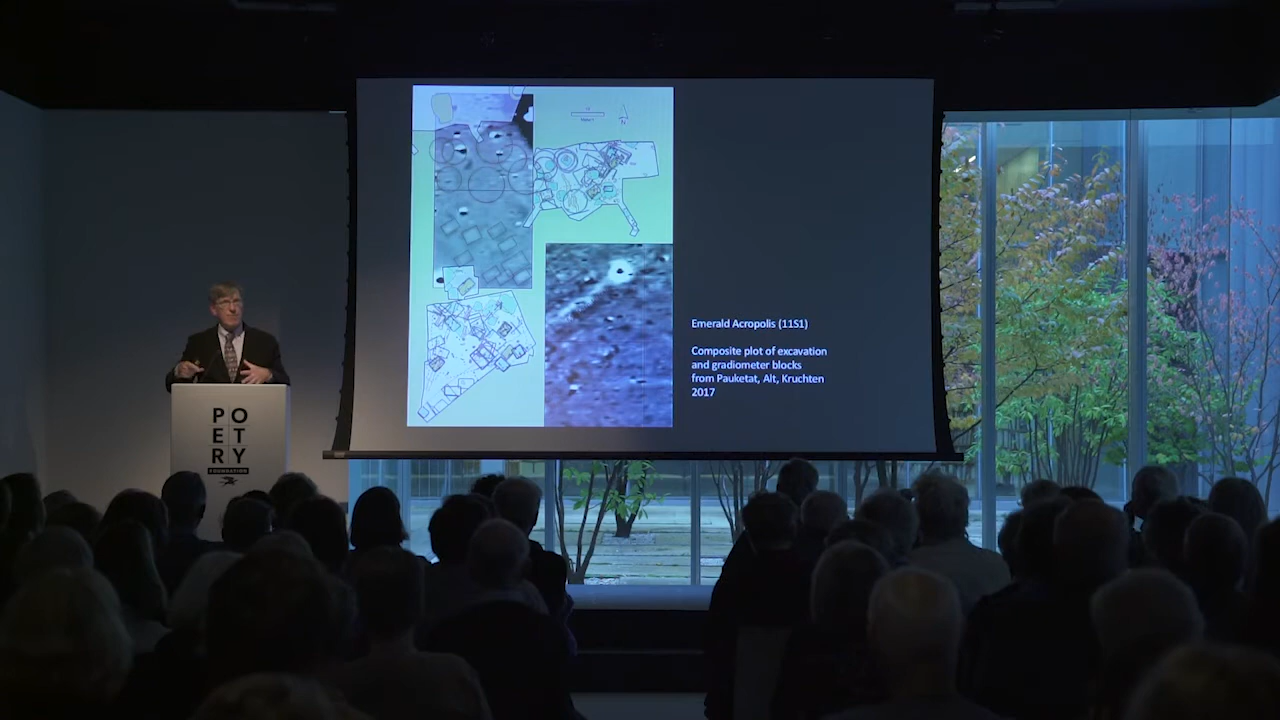 PO
ET
RY
FOUNDATION
Emerald Acropolis (11S1)
Composite plot of excavation
and gradiometer blocks
from Pauketat, Alt, Kruchten
2017